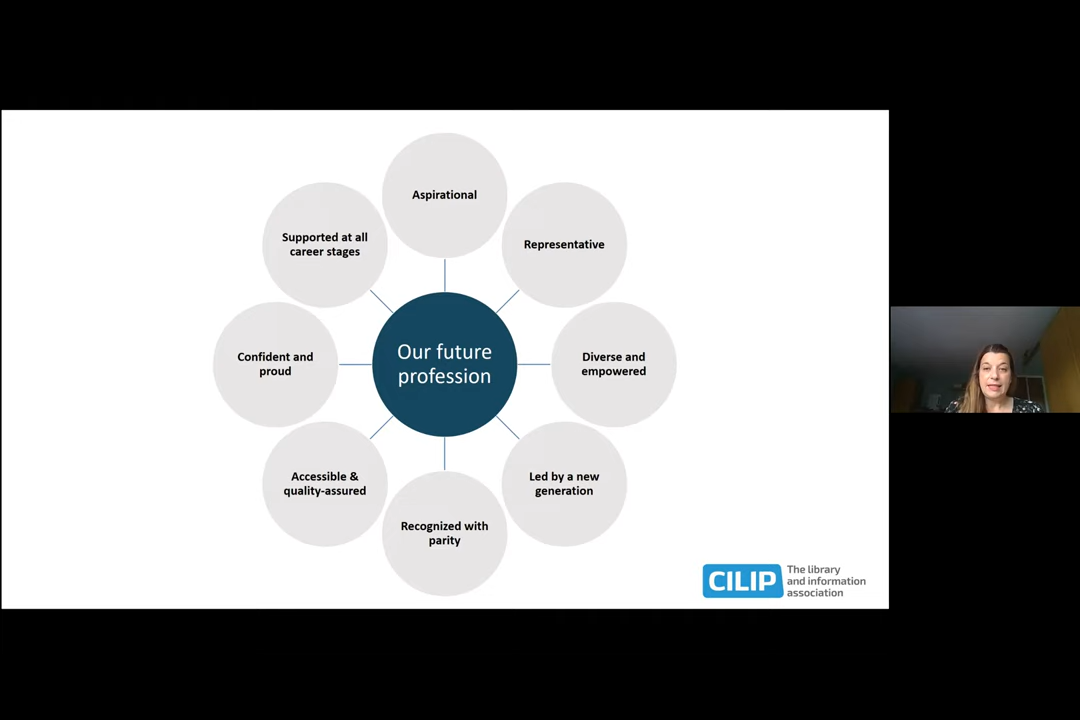 Aspirational
Representative
Diverse and
empowered
Led by a new
generation
Recognized with
parity
Accessible &
quality-assured
Confident and
proud
Supported at all
career stages
Our future
profession
CILIP
The library
and information
association